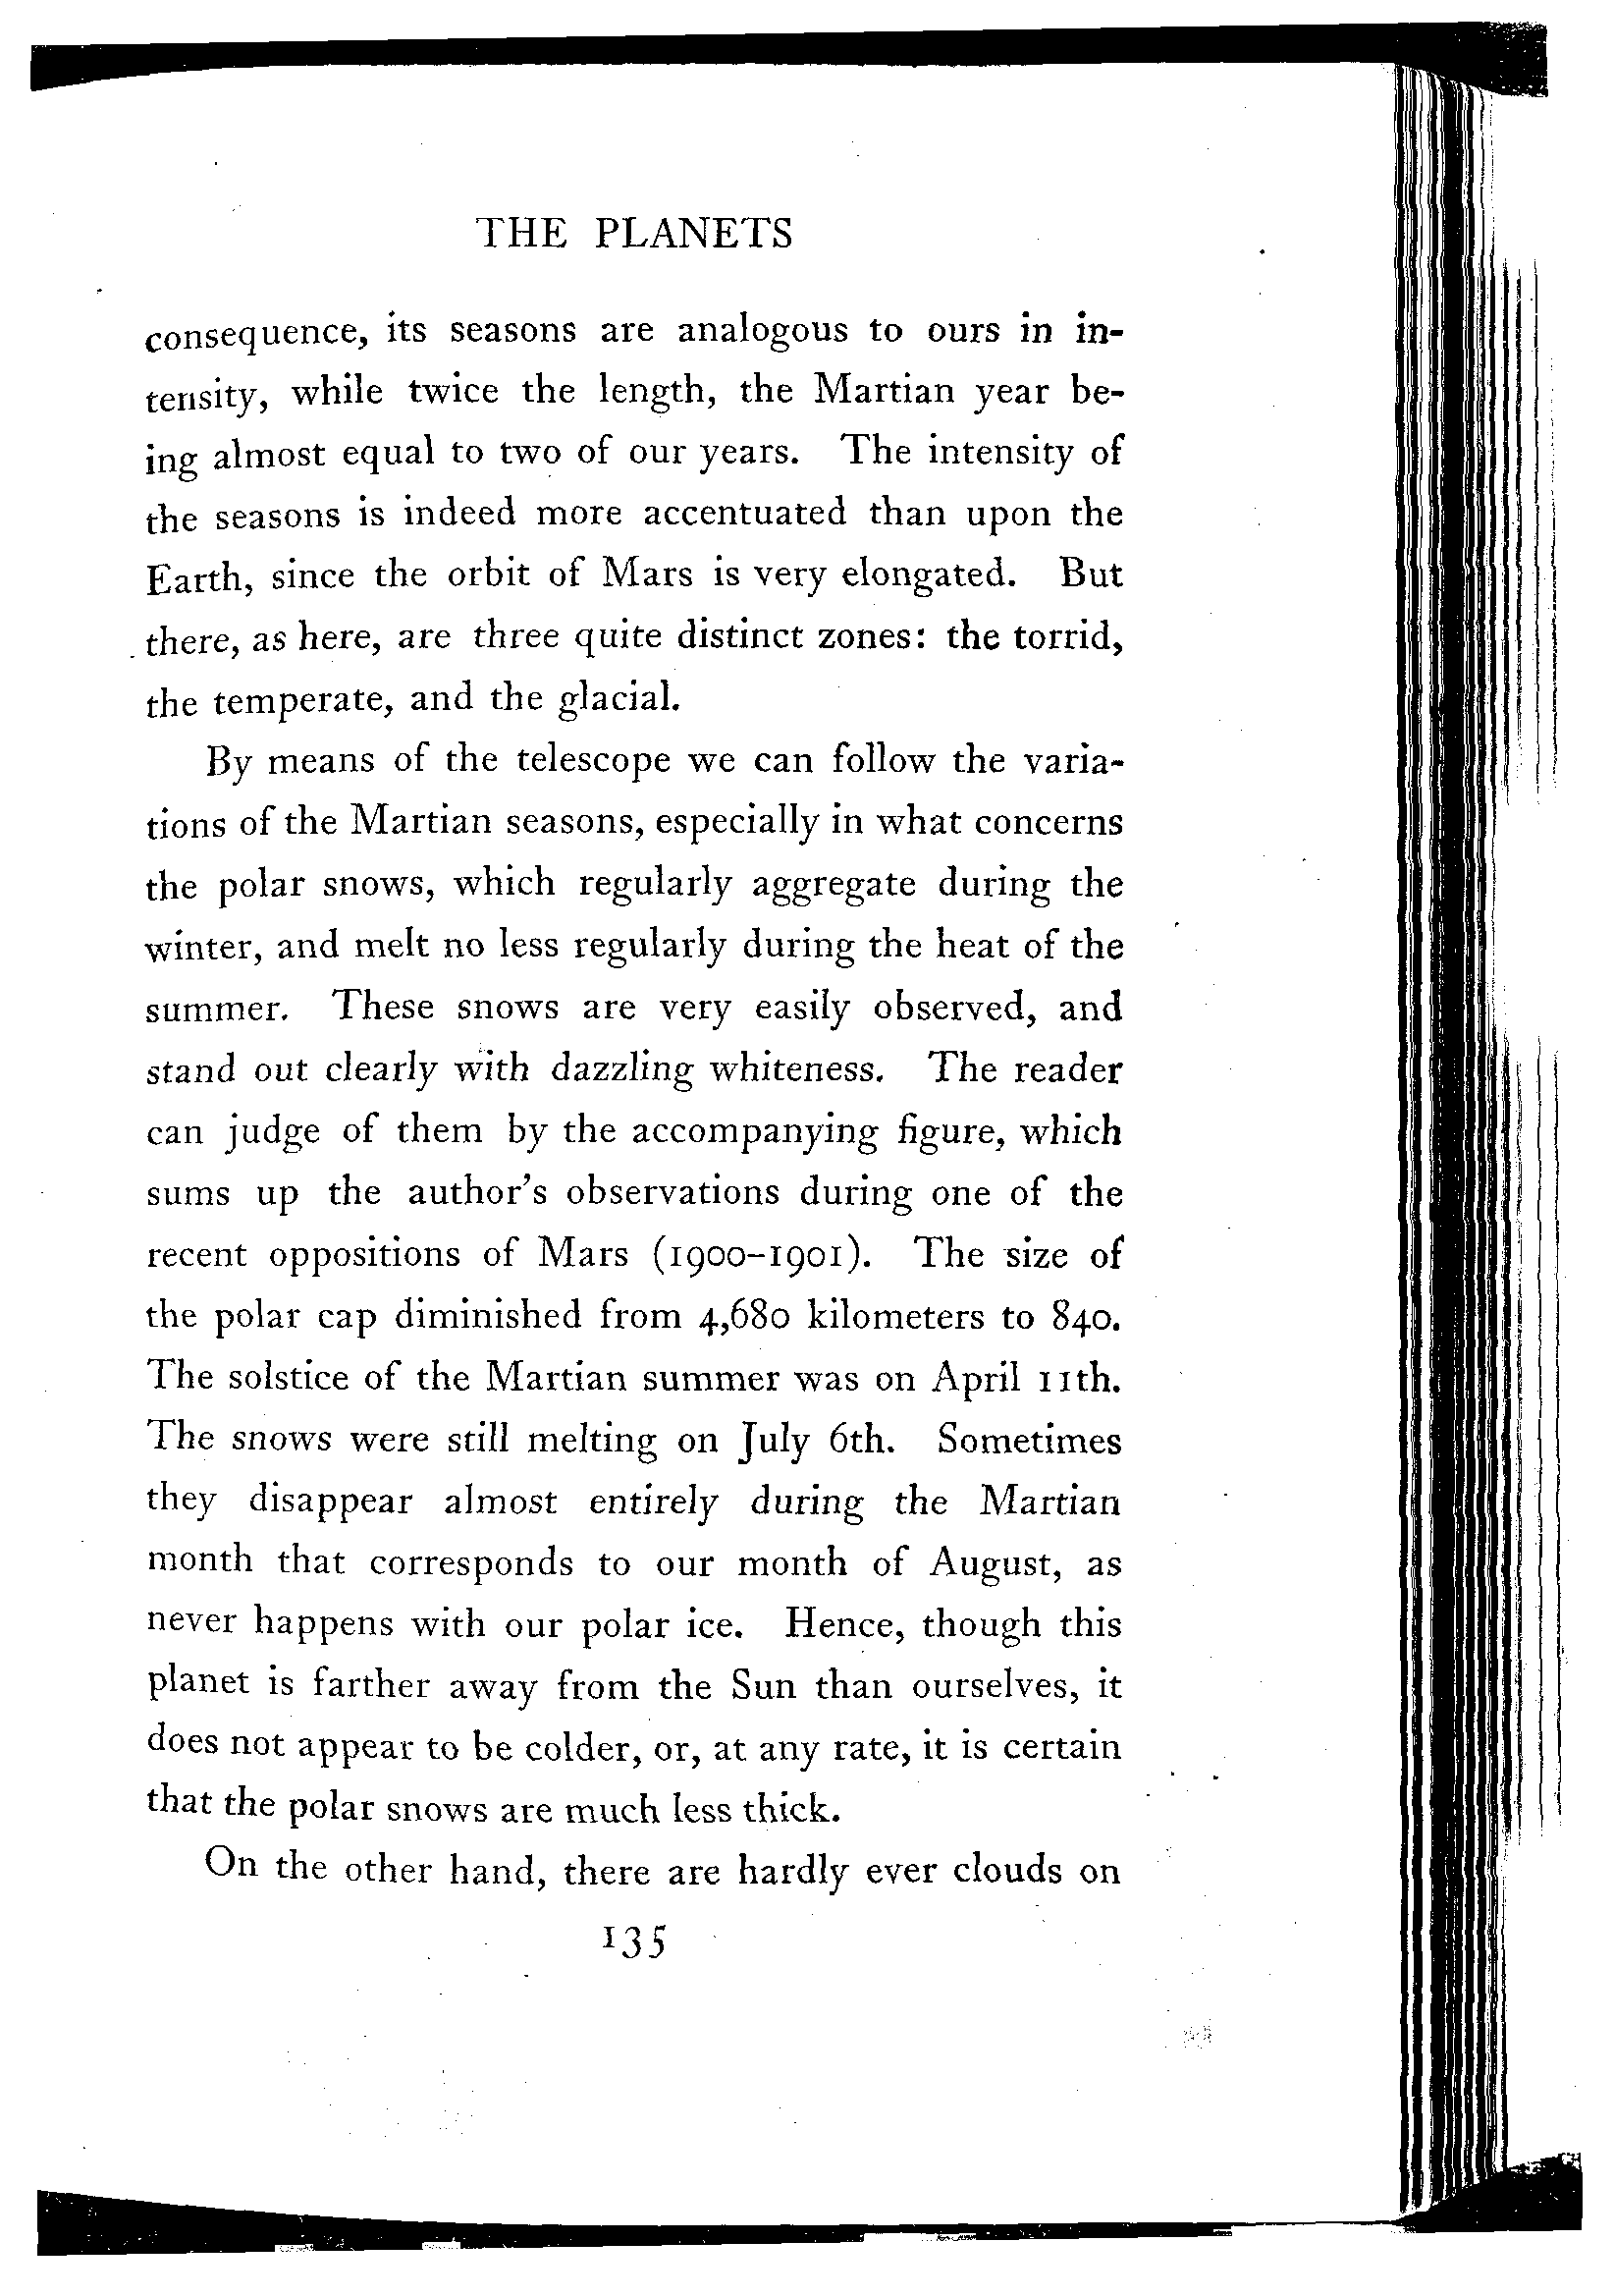 THE PLANETS
consequence, its seasons are analogous to ours in in-
tensity, while twice the length, the Martian year be-
ing almost equal to two of our years. The intensity of
the seasons is indeed more accentuated than upon the
Earth, since the orbit of Mars is very elongated. But
there, as here, are three quite distinct zones: the torrid,
the temperate, and the glacial.
By means of the telescope we can follow the varia-
tions of the Martian seasons, especially in what concerns
the polar snows, which regularly aggregate during the
winter, and melt no less regularly during the heat of the
summer. These snows are very easily observed, and
stand out clearly with dazzling whiteness. The reader
can judge of them by the accompanying figure, which
sums up the author's observations during one of the
recent oppositions of Mars (1900-1901). The size of
the polar cap diminished from 4,680 kilometers to 840.
The solstice of the Martian summer was on April 11th.
The snows were still melting on July 6th. Sometimes
they disappear almost entirely during the Martian
month that corresponds to our month of August, as
never happens with our polar ice. Hence, though this
planet is farther away from the Sun than ourselves, it
does not appear to be colder, or, at any rate, it is certain
that the polar snows are much less thick.
On the other hand, there are hardly ever clouds on
135